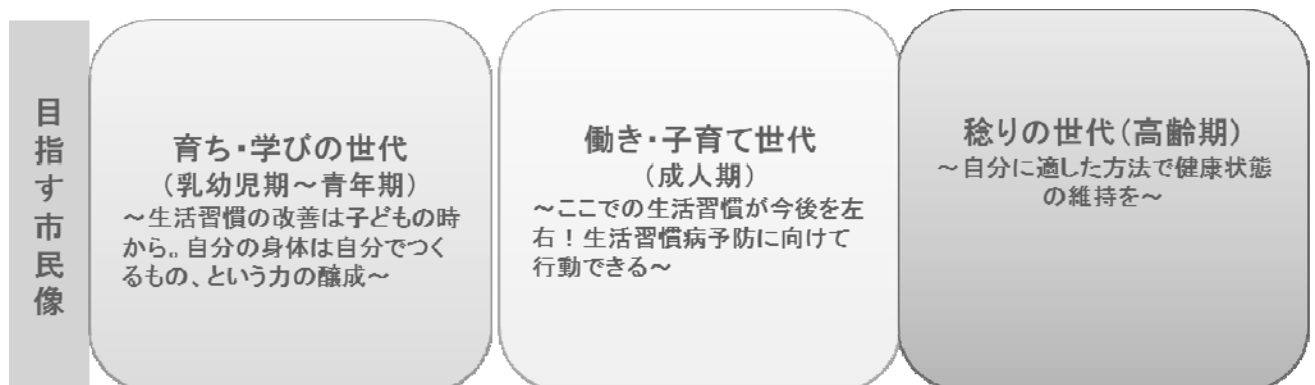 目指す市民像
育ち・学びの世代
（乳幼児期～青年期）
～生活習慣の改善は子どもの時
から。自分の身体は自分でつく
るもの、という力の醸成～
働き・子育て世代
（成人期）
～ここでの生活習慣が今後を左
右！生活習慣病予防に向けて
行動できる～
稔りの世代（高齢期）
～自分に適した方法で健康状態
の維持を～